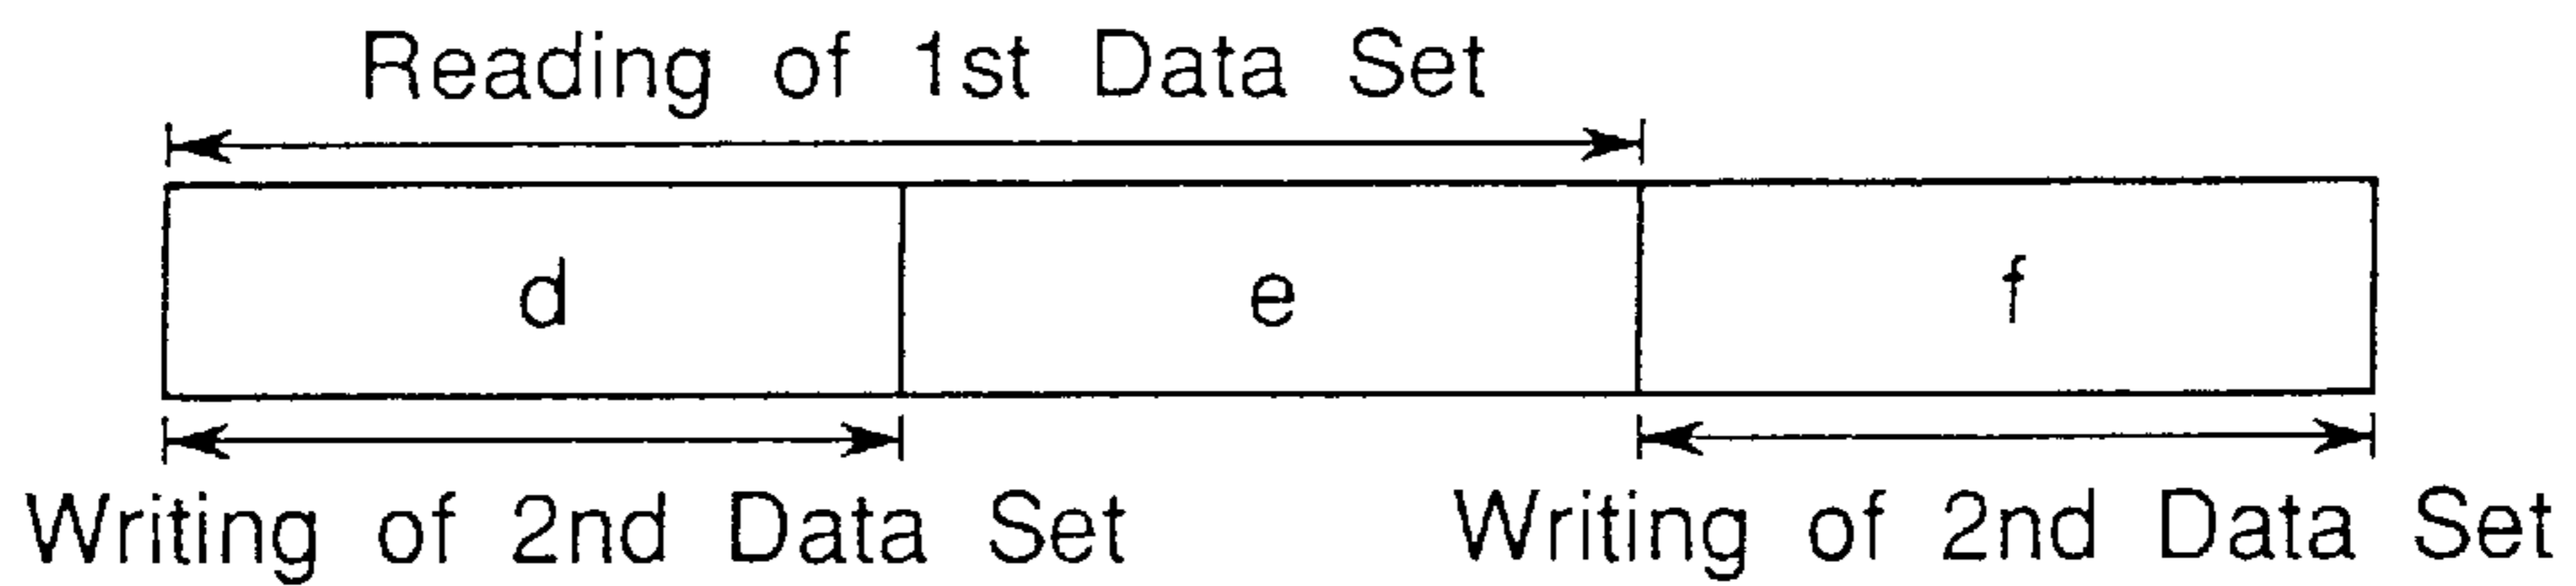 Reading of 1st Data Set
d e f
Writing of 2nd Data Set Writing of 2nd Data Set